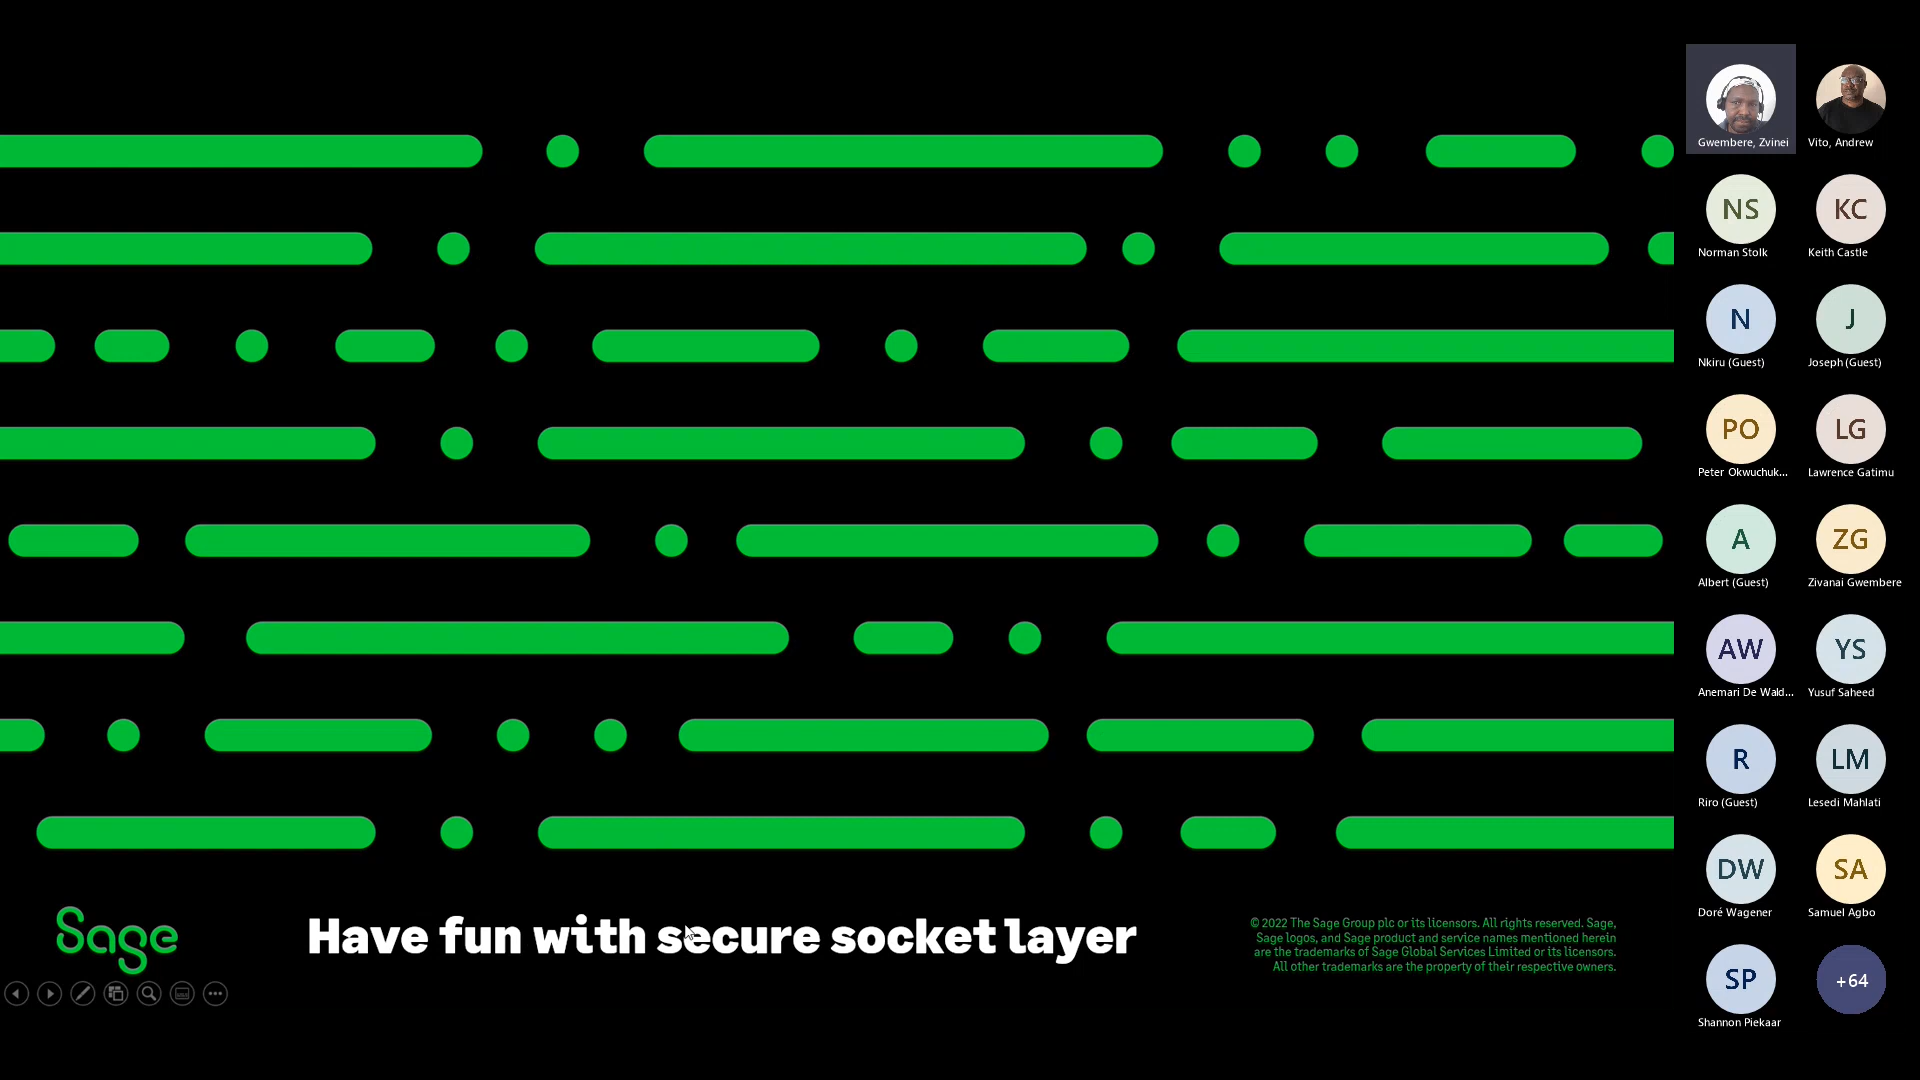 Gwembere, Zvinei
Vito, Andrew
NS
KC
Norman Stolk
Keith Castle
N
J
Nkiru (Guest)
Joseph (Guest)
PO
LG
Peter Okwuchuk...
Lawrence Gatimu
A
ZG
Albert (Guest)
Zivanai Gwembere
AW
YS
Anemari De Wald...
Yusuf Saheed
R
LM
Riro (Guest)
Lesedi Mahlati
DW
SA
Doré Wagener
Samuel Agbo
SP
+64
Shannon Piekaar
Sage
Have fun with secure socket layer
© 2022 The Sage Group plc or its licensors. All rights reserved. Sage,
Sage logos, and Sage product and service names mentioned herein
are the trademarks of Sage Global Services Limited or its licensors.
All other trademarks are the property of their respective owners.